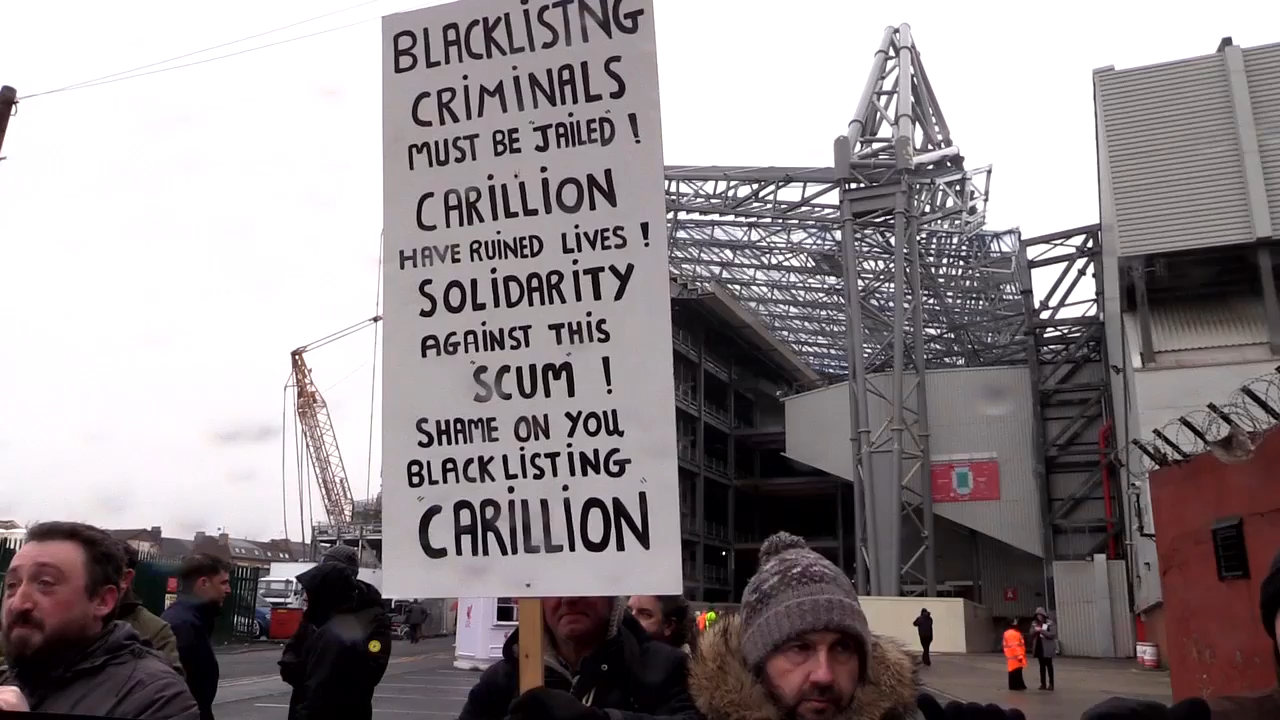 BLACKLISTNG
CRIMINALS
MUST BE "JAILED" !
CARILLION
HAVE RUINED LIVES !
SOLIDARITY
AGAINST THIS
"SCUM" !
SHAME ON YOU
BLACKLISTING
"CARILLION"